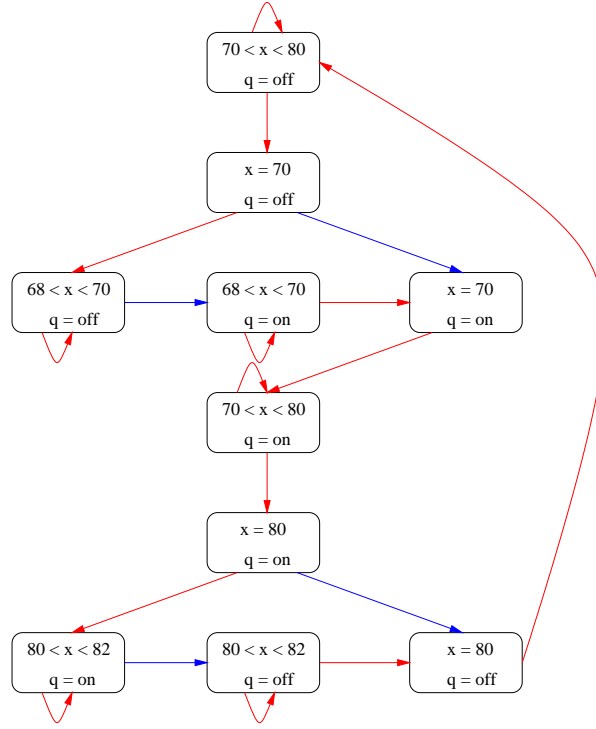 70 < x < 80
q = off
x = 70
q = off
68 < x < 70
q = off
68 < x < 70
q = on
x = 70
q = on
70 < x < 80
q = on
x = 80
q = on
80 < x < 82
q = on
80 < x < 82
q = off
x = 80
q = off